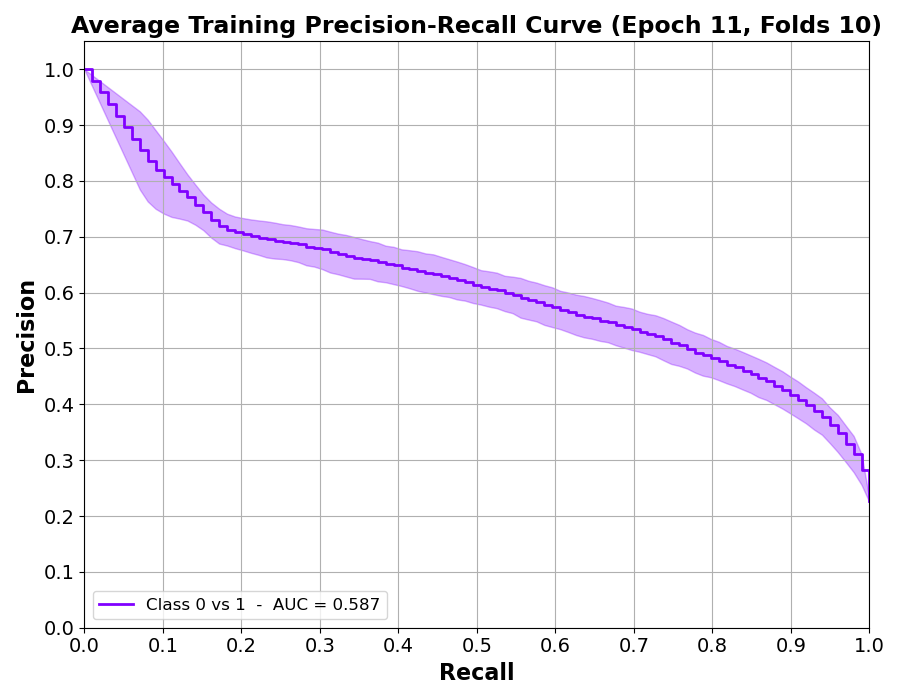 Average Training Precision-Recall Curve (Epoch 11, Folds 10)
Precision
1.0
0.9
0.8
0.7
0.6
0.5
0.4
0.3
0.2
0.1
0.0
Class 0 vs 1 - AUC = 0.587
0.0 0.1 0.2 0.3 0.4 0.5 0.6 0.7 0.8 0.9 1.0
Recall